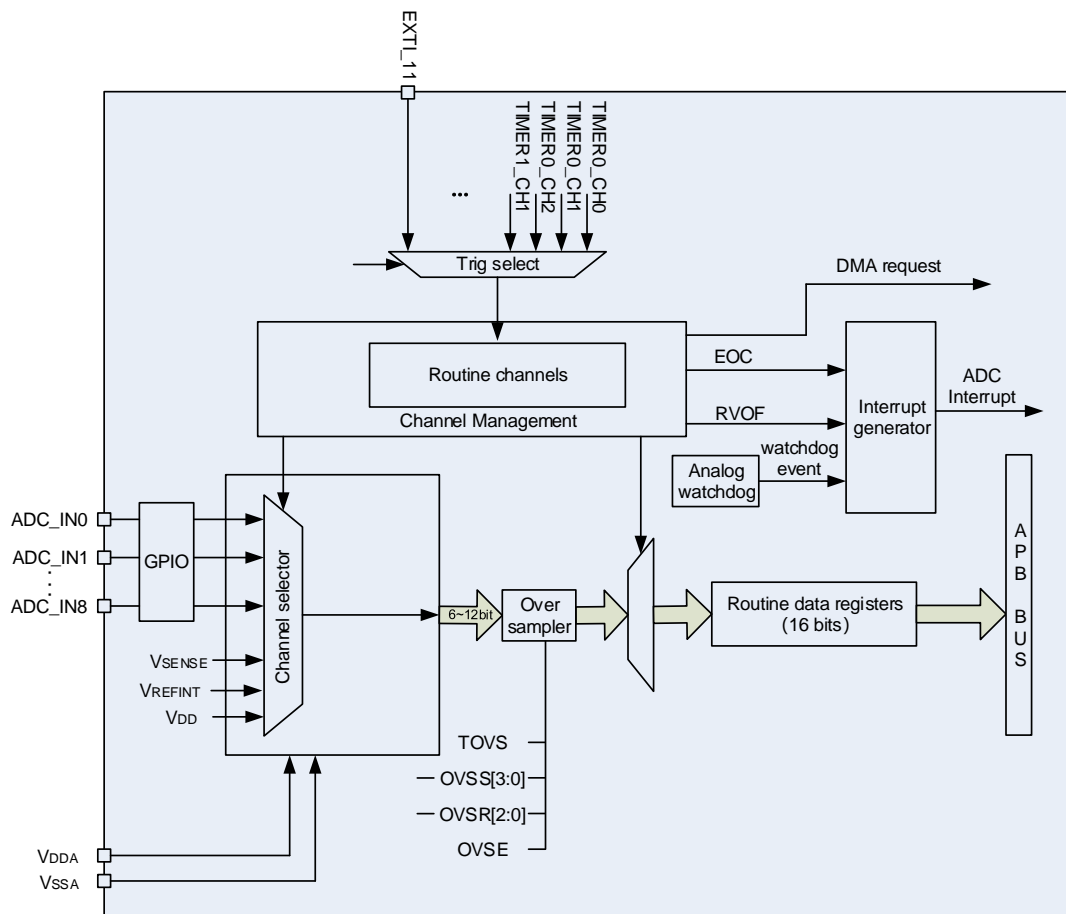 EXTI_11
TIMER1_CH1
TIMER0_CH2
TIMER0_CH1
TIMER0_CH0
...
Trig select
DMA request
Routine channels
Channel Management
EOC
RVOF
Interrupt
generator
ADC
Interrupt
watchdog
event
Analog
watchdog
ADC_IN0
ADC_IN1
ADC_IN8
GPIO
Channel selector
VSENSE
VREFINT
VDD
6~12bit
Over
sampler
Routine data registers
(16 bits)
APB BUS
TOVS
OVSS[3:0]
OVSR[2:0]
OVSE
VDDA
VSSA